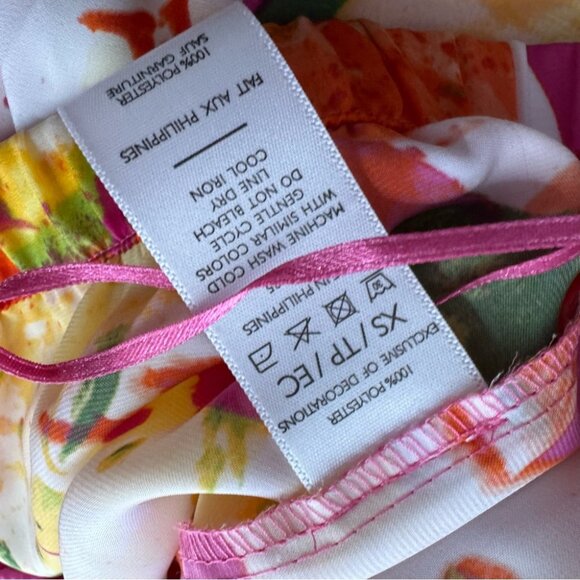 100% POLYESTER
EXCLUSIVE OF DECORATIONS
XS / TP / EC
IN PHILIPPINES
MACHINE WASH COLD
WITH SIMILAR COLORS
GENTLE CYCLE
DO NOT BLEACH
LINE DRY
COOL IRON
FAIT AUX PHILIPPINES
100% POLYESTER
SAUF GARNITURE